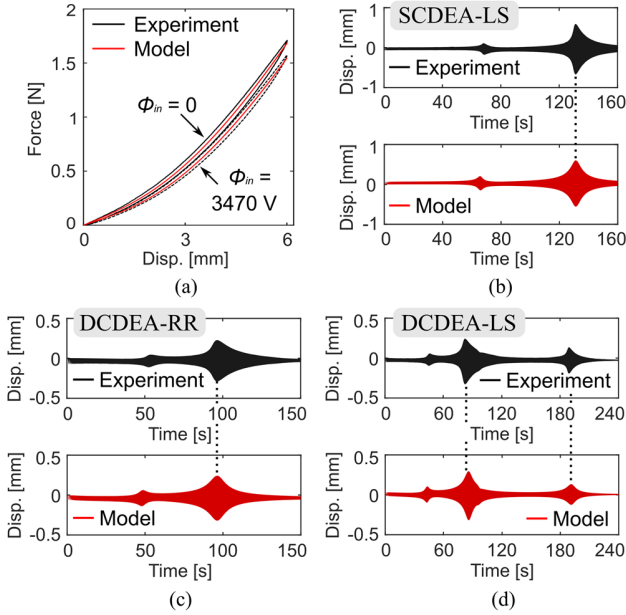 2
1.5
1
0.5
0
Force [N]
Experiment
Model
Φin = 0
Φin =
3470 V
0 3 6
Disp. [mm]
(a)
SCDEA-LS
1
0
-1
Disp. [mm]
Experiment
0 40 80 120 160
Time [s]
1
0
-1
Disp. [mm]
Model
0 40 80 120 160
Time [s]
(b)
DCDEA-RR
0.5
0
-0.5
Disp. [mm]
Experiment
0 50 100 150
Time [s]
0.5
0
-0.5
Disp. [mm]
Model
0 50 100 150
Time [s]
(c)
DCDEA-LS
0.5
0
-0.5
Disp. [mm]
Experiment
0 60 120 180 240
Time [s]
0.5
0
-0.5
Disp. [mm]
Model
0 60 120 180 240
Time [s]
(d)